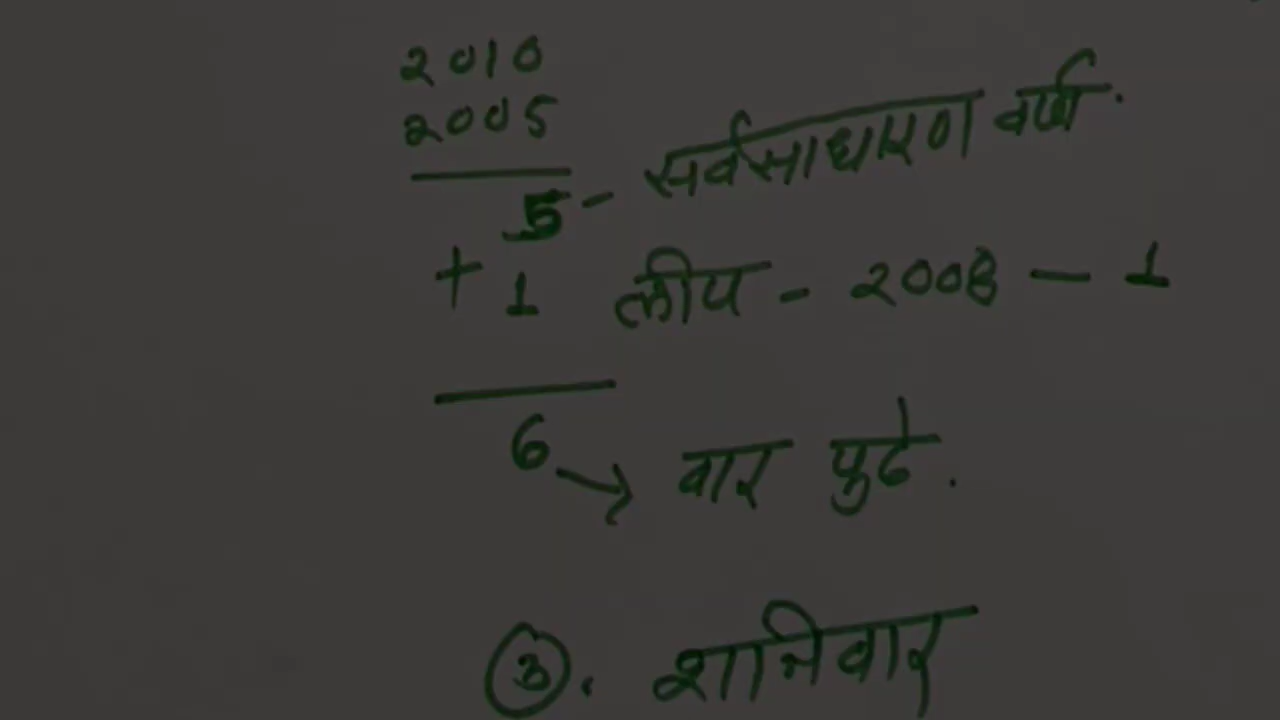 2010
2005
5 - सर्वसाधारण वर्ष.
+ 1 लीप - 2008 - 1
6 → वार पुढे.
③. शनिवार